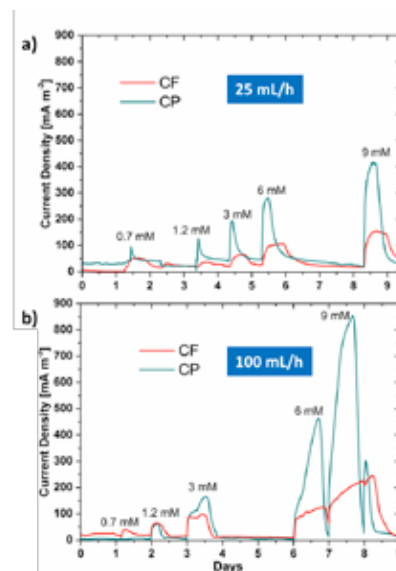 a)
900
800
700
600
500
400
300
200
100
0
Current Density [mA m⁻²]
CF
CP
25 mL/h
0.7 mM
1.2 mM
3 mM
6 mM
9 mM
0 1 2 3 4 5 6 7 8 9
b)
900
800
700
600
500
400
300
200
100
0
Current Density [mA m⁻²]
CF
CP
100 mL/h
0.7 mM
1.2 mM
3 mM
6 mM
9 mM
0 1 2 3 4 5 6 7 8
Days